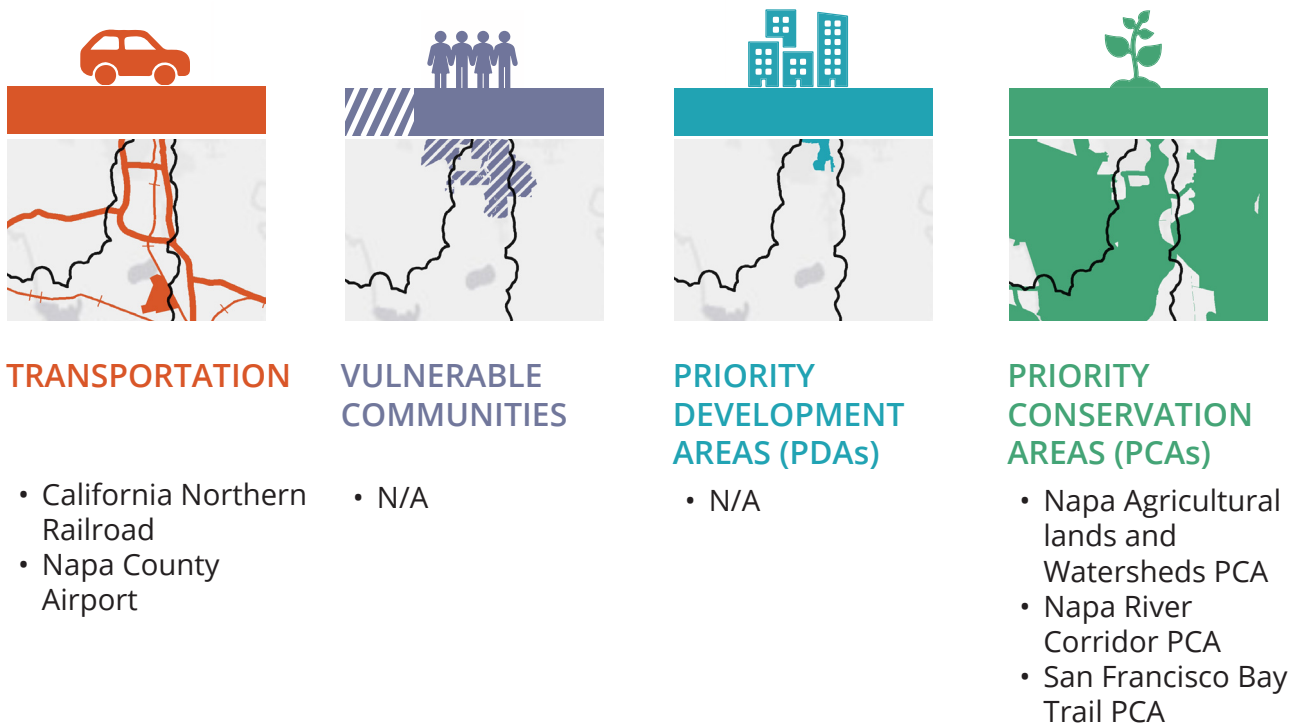 TRANSPORTATION
• California Northern
Railroad
• Napa County
Airport
VULNERABLE
COMMUNITIES
• N/A
PRIORITY
DEVELOPMENT
AREAS (PDAs)
• N/A
PRIORITY
CONSERVATION
AREAS (PCAs)
• Napa Agricultural
lands and
Watersheds PCA
• Napa River
Corridor PCA
• San Francisco Bay
Trail PCA